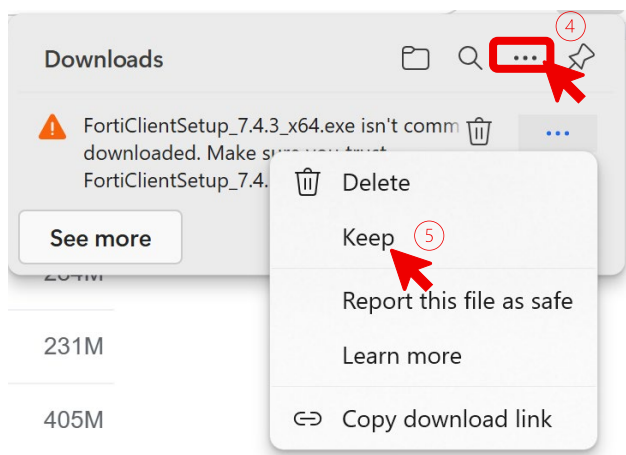 ④
Downloads
FortiClientSetup_7.4.3_x64.exe isn't comm
downloaded. Make sure you trust
FortiClientSetup_7.4.
Delete
Keep ⑤
See more
Report this file as safe
231M
Learn more
405M
Copy download link